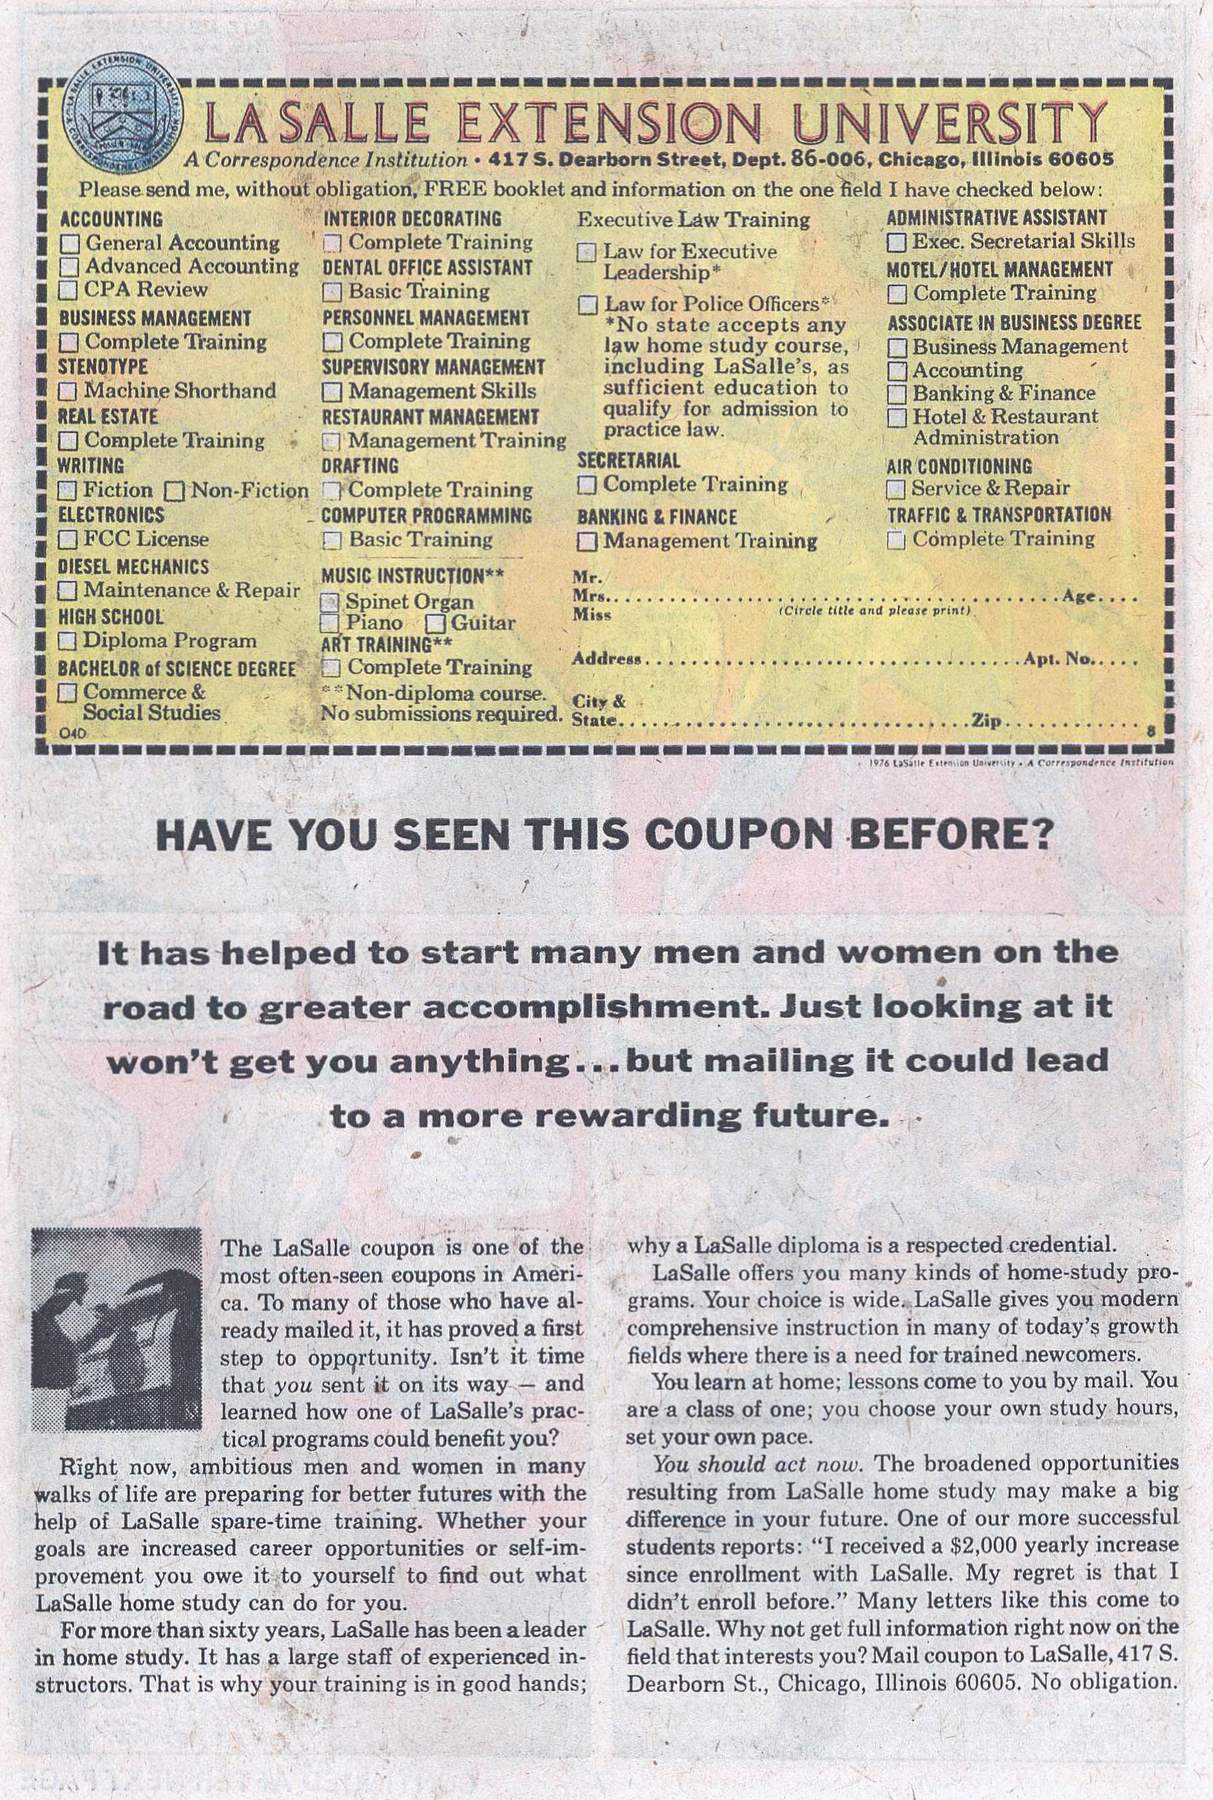 LASALLE EXTENSION UNIVERSITY
A Correspondence Institution • 417 S. Dearborn Street, Dept. 86-006, Chicago, Illinois 60605
Please send me, without obligation, FREE booklet and information on the one field I have checked below:
ACCOUNTING
General Accounting
Advanced Accounting
CPA Review
BUSINESS MANAGEMENT
Complete Training
STENOTYPE
Machine Shorthand
REAL ESTATE
Complete Training
WRITING
Fiction Non-Fiction
ELECTRONICS
FCC License
DIESEL MECHANICS
Maintenance & Repair
HIGH SCHOOL
Diploma Program
BACHELOR of SCIENCE DEGREE
Commerce &
Social Studies
04D
INTERIOR DECORATING
Complete Training
DENTAL OFFICE ASSISTANT
Basic Training
PERSONNEL MANAGEMENT
Complete Training
SUPERVISORY MANAGEMENT
Management Skills
RESTAURANT MANAGEMENT
Management Training
DRAFTING
Complete Training
COMPUTER PROGRAMMING
Basic Training
MUSIC INSTRUCTION**
Spinet Organ
Piano Guitar
ART TRAINING**
Complete Training
**Non-diploma course.
No submissions required.
Executive Law Training
Law for Executive
Leadership*
Law for Police Officers*
*No state accepts any
law home study course,
including LaSalle's, as
sufficient education to
qualify for admission to
practice law.
SECRETARIAL
Complete Training
BANKING & FINANCE
Management Training
ADMINISTRATIVE ASSISTANT
Exec. Secretarial Skills
MOTEL/HOTEL MANAGEMENT
Complete Training
ASSOCIATE IN BUSINESS DEGREE
Business Management
Accounting
Banking & Finance
Hotel & Restaurant
Administration
AIR CONDITIONING
Service & Repair
TRAFFIC & TRANSPORTATION
Complete Training
Mr.
Mrs. Age
Miss (Circle title and please print)
Address Apt. No.
City &
State Zip
8
1976 LaSalle Extension University • A Correspondence Institution
HAVE YOU SEEN THIS COUPON BEFORE?
It has helped to start many men and women on the
road to greater accomplishment. Just looking at it
won't get you anything...but mailing it could lead
to a more rewarding future.
The LaSalle coupon is one of the
most often-seen coupons in Ameri-
ca. To many of those who have al-
ready mailed it, it has proved a first
step to opportunity. Isn't it time
that you sent it on its way — and
learned how one of LaSalle's prac-
tical programs could benefit you?
Right now, ambitious men and women in many
walks of life are preparing for better futures with the
help of LaSalle spare-time training. Whether your
goals are increased career opportunities or self-im-
provement you owe it to yourself to find out what
LaSalle home study can do for you.
For more than sixty years, LaSalle has been a leader
in home study. It has a large staff of experienced in-
structors. That is why your training is in good hands;
why a LaSalle diploma is a respected credential.
LaSalle offers you many kinds of home-study pro-
grams. Your choice is wide. LaSalle gives you modern
comprehensive instruction in many of today's growth
fields where there is a need for trained newcomers.
You learn at home; lessons come to you by mail. You
are a class of one; you choose your own study hours,
set your own pace.
You should act now. The broadened opportunities
resulting from LaSalle home study may make a big
difference in your future. One of our more successful
students reports: "I received a $2,000 yearly increase
since enrollment with LaSalle. My regret is that I
didn't enroll before." Many letters like this come to
LaSalle. Why not get full information right now on the
field that interests you? Mail coupon to LaSalle, 417 S.
Dearborn St., Chicago, Illinois 60605. No obligation.